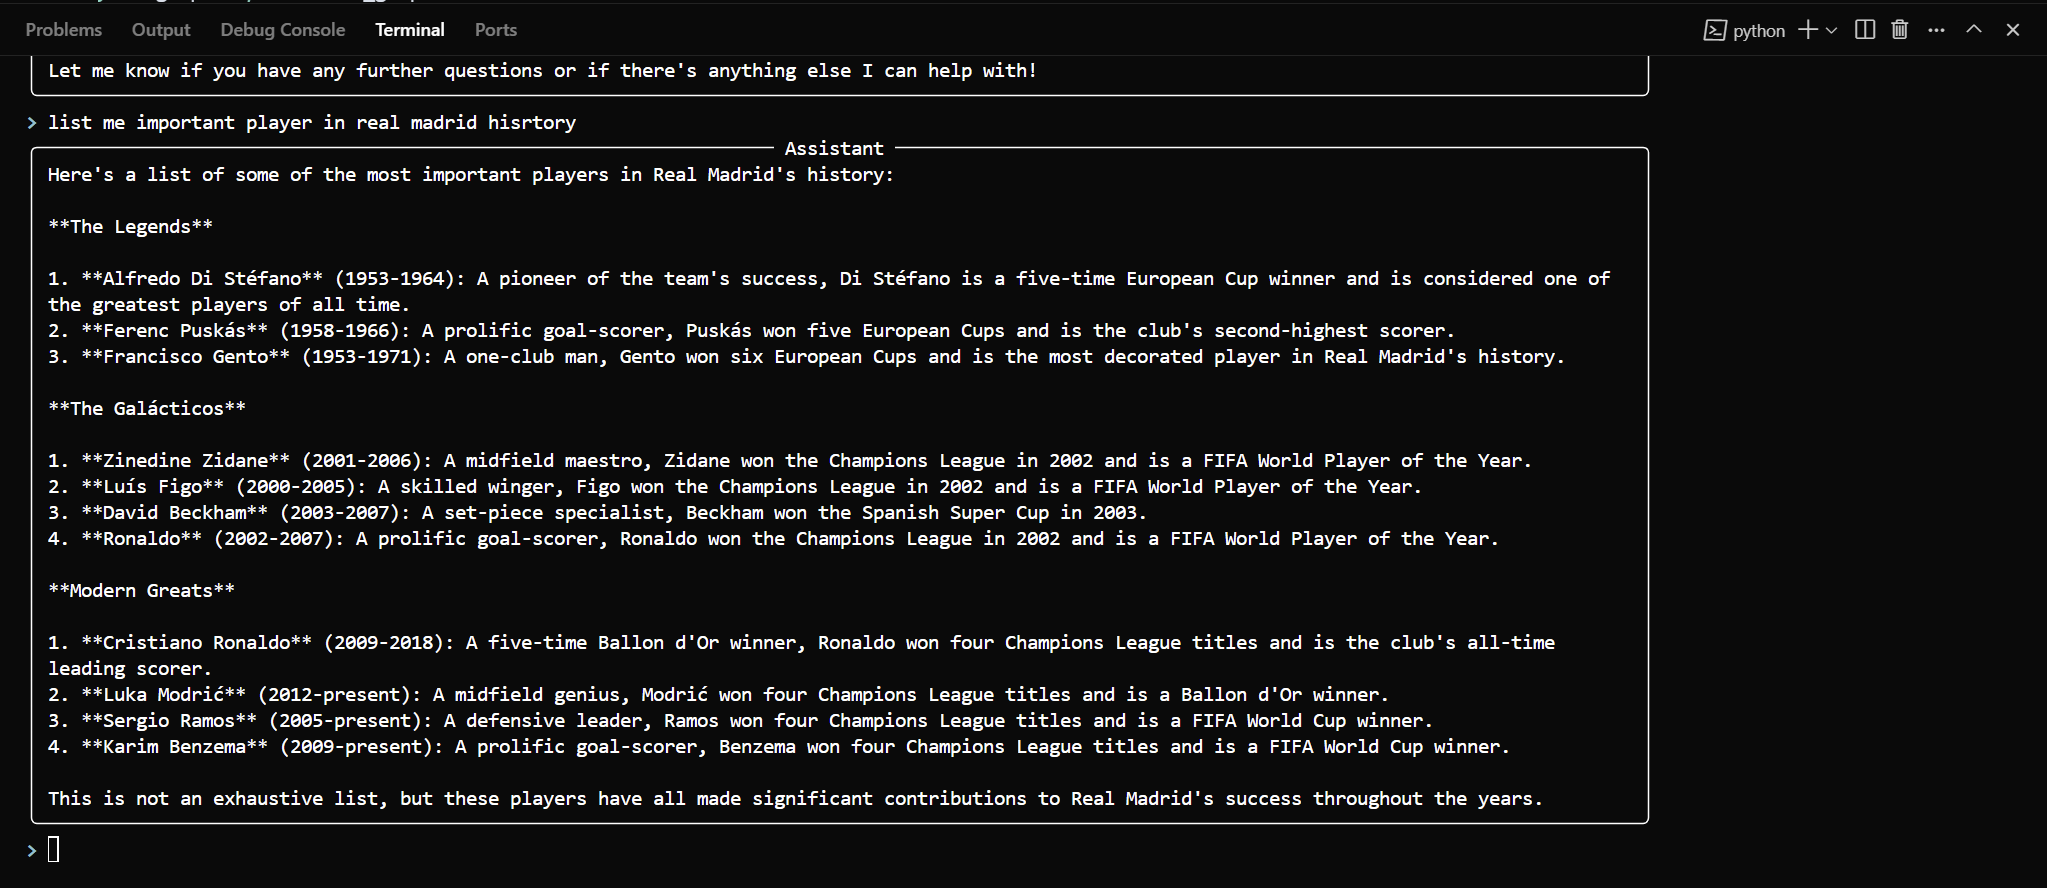 Problems Output Debug Console Terminal Ports python
Let me know if you have any further questions or if there's anything else I can help with!
> list me important player in real madrid hisrtory
Assistant
Here's a list of some of the most important players in Real Madrid's history:
**The Legends**
1. **Alfredo Di Stéfano** (1953-1964): A pioneer of the team's success, Di Stéfano is a five-time European Cup winner and is considered one of
the greatest players of all time.
2. **Ferenc Puskás** (1958-1966): A prolific goal-scorer, Puskás won five European Cups and is the club's second-highest scorer.
3. **Francisco Gento** (1953-1971): A one-club man, Gento won six European Cups and is the most decorated player in Real Madrid's history.
**The Galácticos**
1. **Zinedine Zidane** (2001-2006): A midfield maestro, Zidane won the Champions League in 2002 and is a FIFA World Player of the Year.
2. **Luís Figo** (2000-2005): A skilled winger, Figo won the Champions League in 2002 and is a FIFA World Player of the Year.
3. **David Beckham** (2003-2007): A set-piece specialist, Beckham won the Spanish Super Cup in 2003.
4. **Ronaldo** (2002-2007): A prolific goal-scorer, Ronaldo won the Champions League in 2002 and is a FIFA World Player of the Year.
**Modern Greats**
1. **Cristiano Ronaldo** (2009-2018): A five-time Ballon d'Or winner, Ronaldo won four Champions League titles and is the club's all-time
leading scorer.
2. **Luka Modrić** (2012-present): A midfield genius, Modrić won four Champions League titles and is a Ballon d'Or winner.
3. **Sergio Ramos** (2005-present): A defensive leader, Ramos won four Champions League titles and is a FIFA World Cup winner.
4. **Karim Benzema** (2009-present): A prolific goal-scorer, Benzema won four Champions League titles and is a FIFA World Cup winner.
This is not an exhaustive list, but these players have all made significant contributions to Real Madrid's success throughout the years.
>